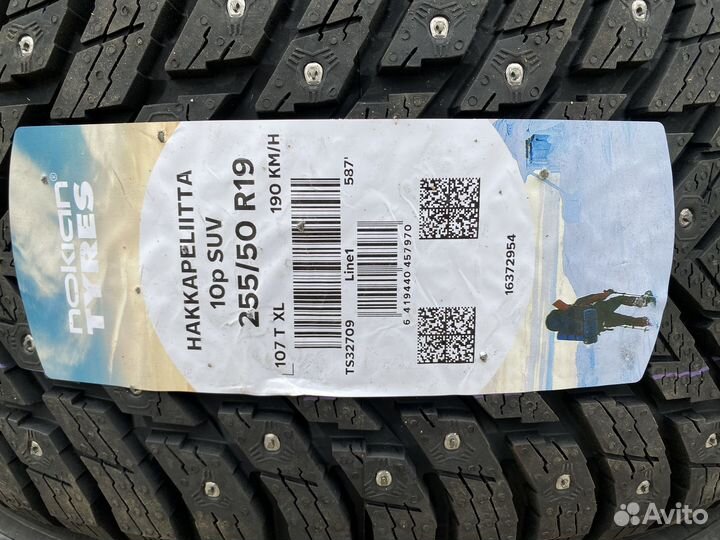 nokian®
TYRES
HAKKAPELIITTA
10p SUV
255/50 R19
107 T XL
190 KM/H
TS32709
587'
Line1
6 419440 457970
16372954
Avito